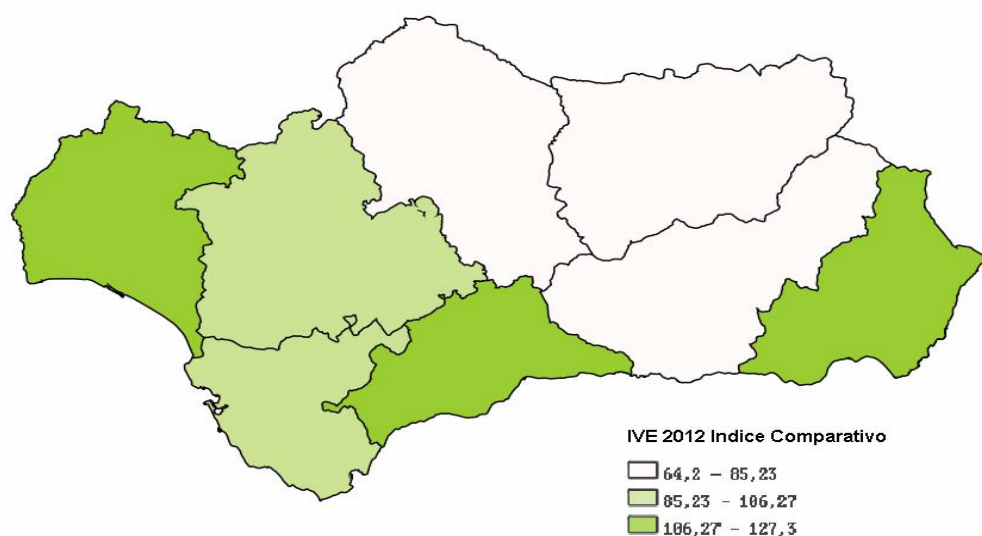 IVE 2012 Indice Comparativo
64,2 – 85,23
85,23 - 106,27
106,27 - 127,3